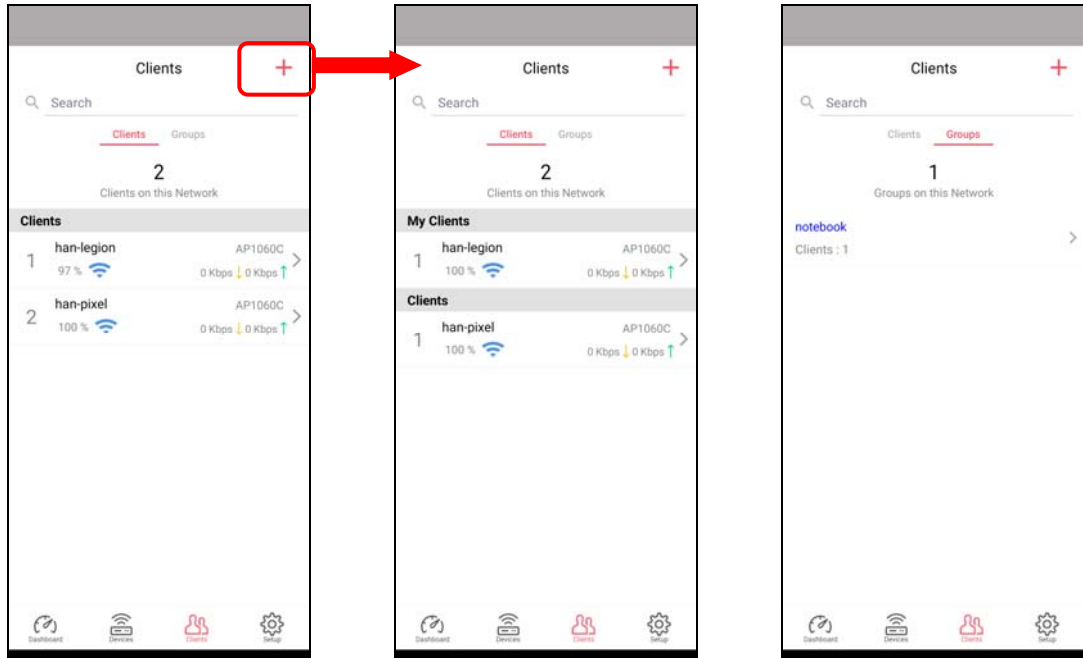 Clients +
Search
Clients Groups
2
Clients on this Network
Clients
1 han-legion AP1060C
97 % 0 Kbps ↓ 0 Kbps ↑
2 han-pixel AP1060C
100 % 0 Kbps ↓ 0 Kbps ↑
Dashboard Devices Clients Setup
Clients +
Search
Clients Groups
2
Clients on this Network
My Clients
1 han-legion AP1060C
100 % 0 Kbps ↓ 0 Kbps ↑
Clients
1 han-pixel AP1060C
100 % 0 Kbps ↓ 0 Kbps ↑
Dashboard Devices Clients Setup
Clients +
Search
Clients Groups
1
Groups on this Network
notebook
Clients : 1
Dashboard Devices Clients Setup